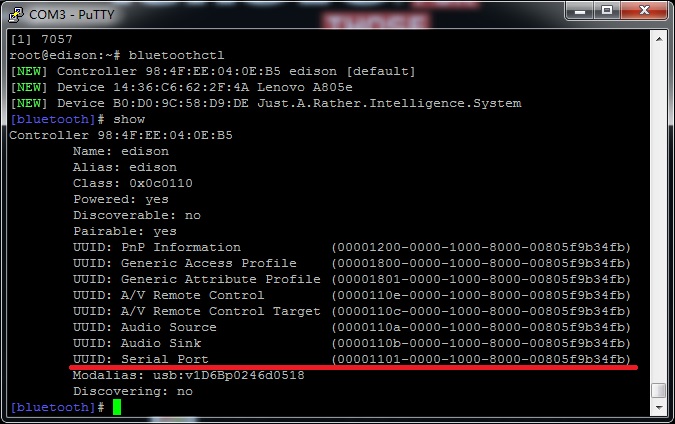 COM3 - PuTTY
THOSE
[1] 7057
root@edison:~# bluetoothctl
[NEW] Controller 98:4F:EE:04:0E:B5 edison [default]
[NEW] Device 14:36:C6:62:2F:4A Lenovo A805e
[NEW] Device B0:D0:9C:58:D9:DE Just.A.Rather.Intelligence.System
[bluetooth]# show
Controller 98:4F:EE:04:0E:B5
Name: edison
Alias: edison
Class: 0x0c0110
Powered: yes
Discoverable: no
Pairable: yes
UUID: PnP Information (00001200-0000-1000-8000-00805f9b34fb)
UUID: Generic Access Profile (00001800-0000-1000-8000-00805f9b34fb)
UUID: Generic Attribute Profile (00001801-0000-1000-8000-00805f9b34fb)
UUID: A/V Remote Control (0000110e-0000-1000-8000-00805f9b34fb)
UUID: A/V Remote Control Target (0000110c-0000-1000-8000-00805f9b34fb)
UUID: Audio Source (0000110a-0000-1000-8000-00805f9b34fb)
UUID: Audio Sink (0000110b-0000-1000-8000-00805f9b34fb)
UUID: Serial Port (00001101-0000-1000-8000-00805f9b34fb)
Modalias: usb:v1D6Bp0246d0518
Discovering: no
[bluetooth]#